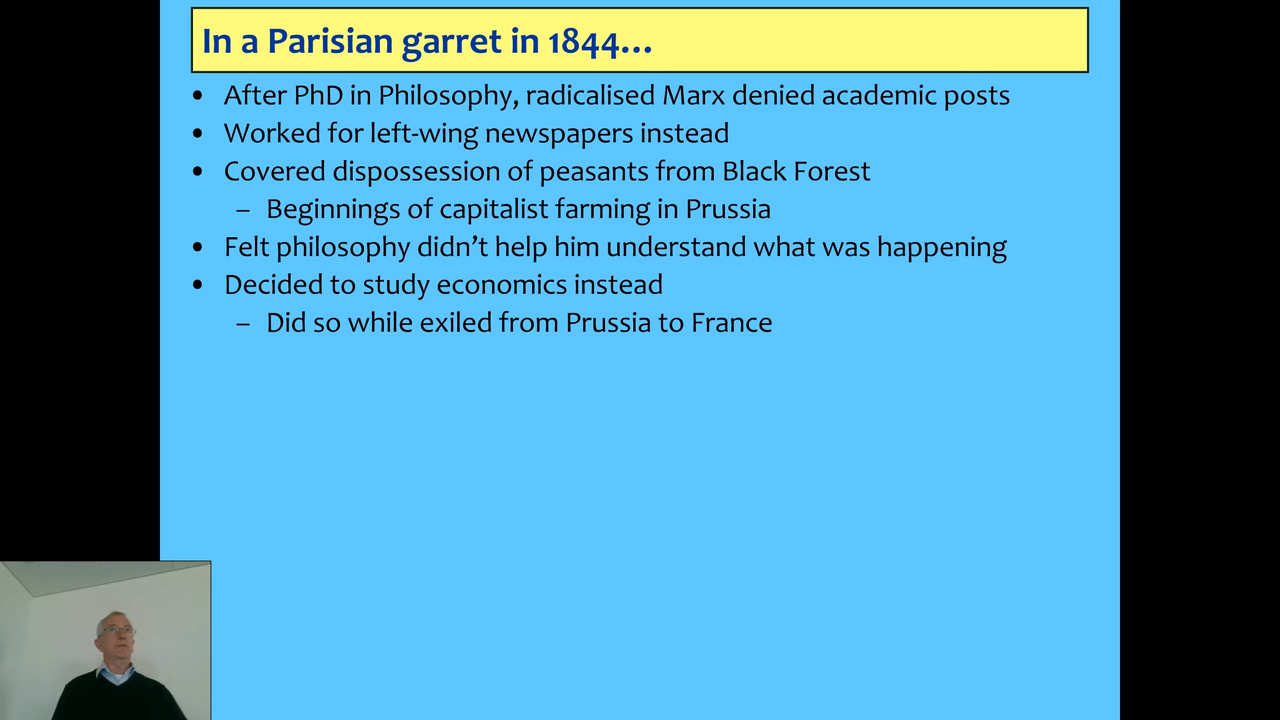 In a Parisian garret in 1844…
• After PhD in Philosophy, radicalised Marx denied academic posts
• Worked for left-wing newspapers instead
• Covered dispossession of peasants from Black Forest
– Beginnings of capitalist farming in Prussia
• Felt philosophy didn’t help him understand what was happening
• Decided to study economics instead
– Did so while exiled from Prussia to France